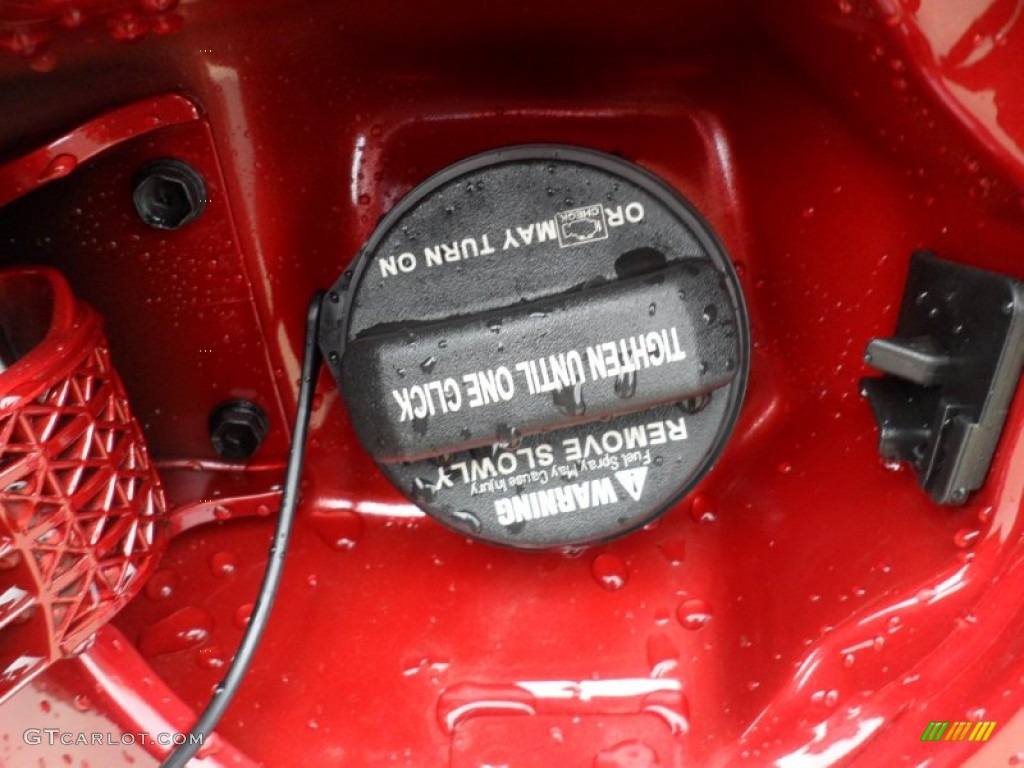 WARNING
Fuel Spray May Cause Injury
REMOVE SLOWLY
TIGHTEN UNTIL ONE CLICK
OR CHECK MAY TURN ON
GTCARLOT.COM